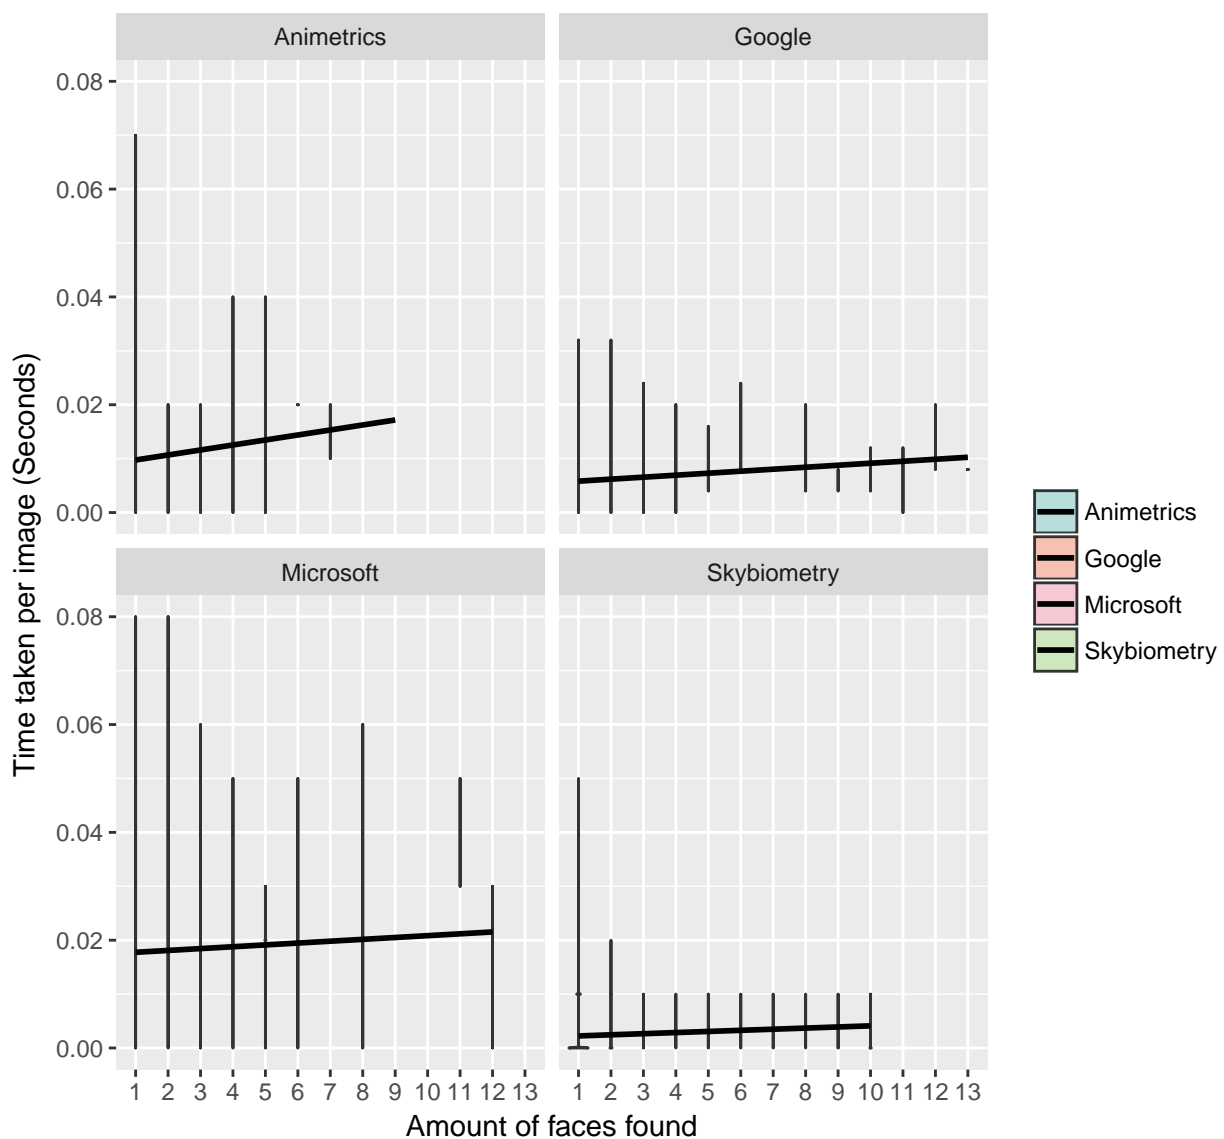 Animetrics
Google
0.08
0.06
0.04
0.02
0.00
Microsoft
Skybiometry
0.08
0.06
0.04
0.02
0.00
1 2 3 4 5 6 7 8 9 10 11 12 13
1 2 3 4 5 6 7 8 9 10 11 12 13
Amount of faces found
Time taken per image (Seconds)
Animetrics
Google
Microsoft
Skybiometry